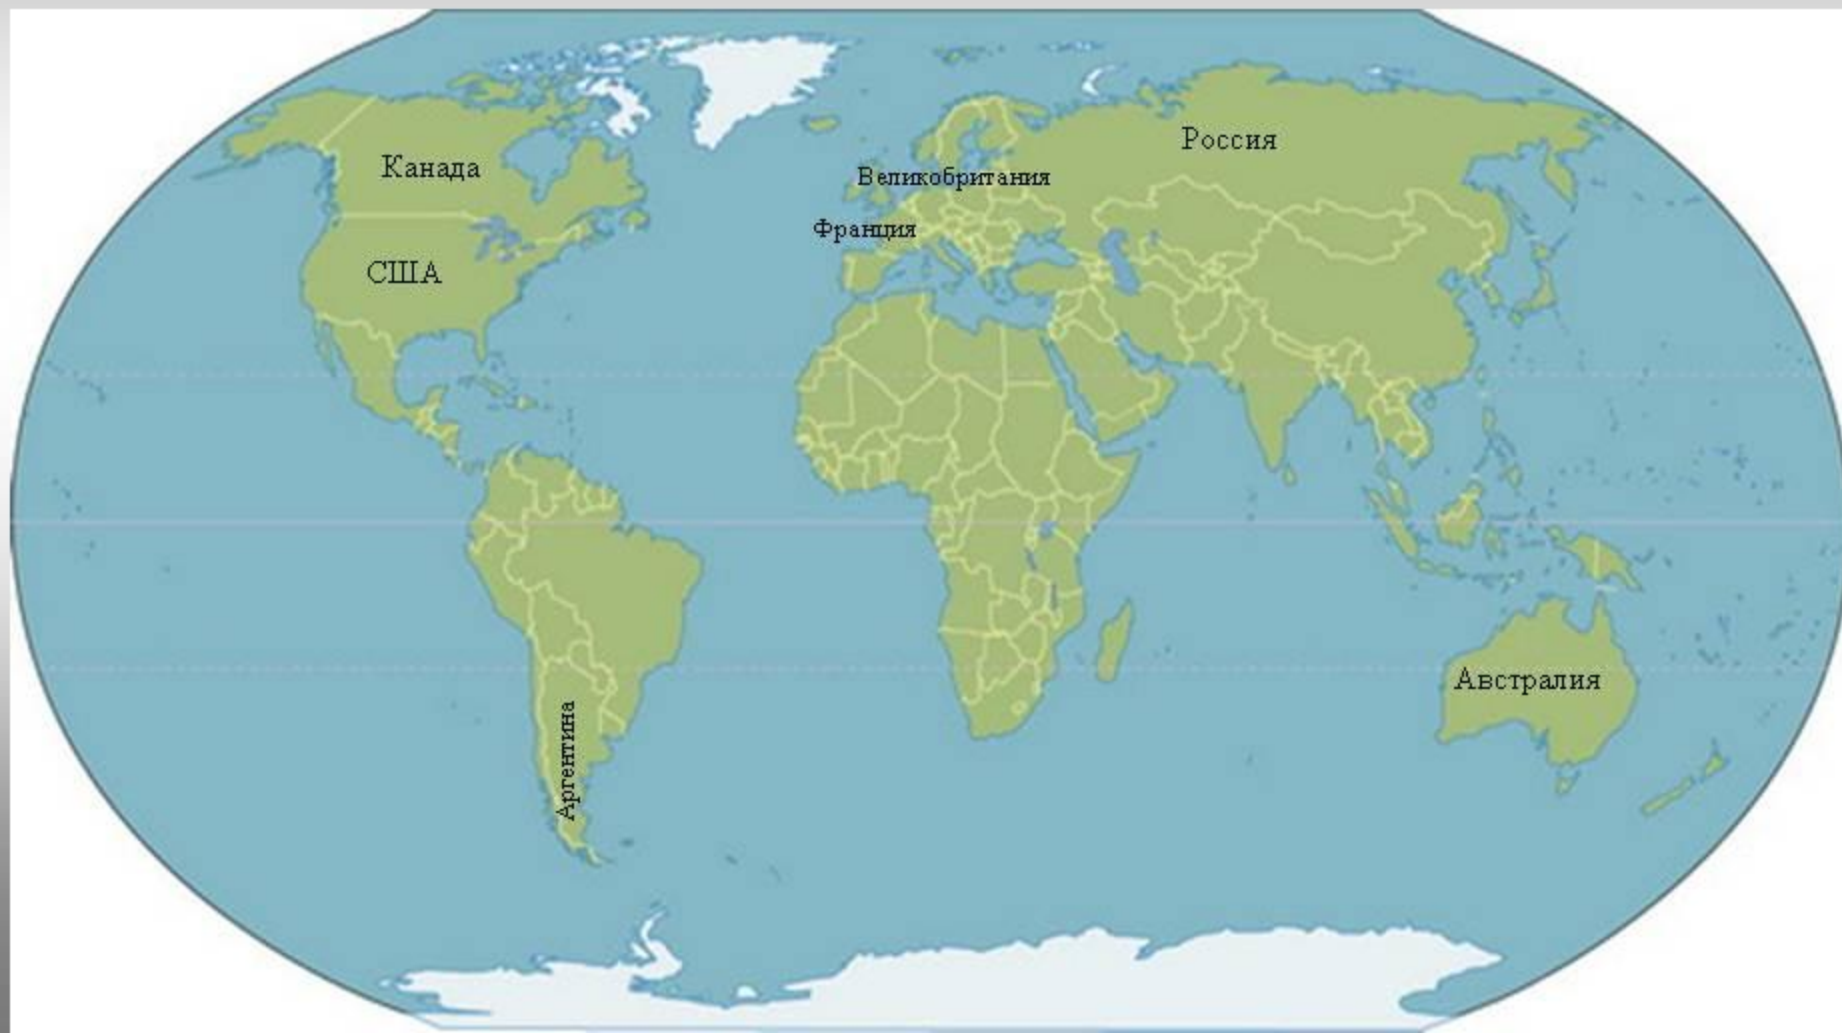 Россия
Канада
Великобритания
Франция
США
Австралия
Аргентина